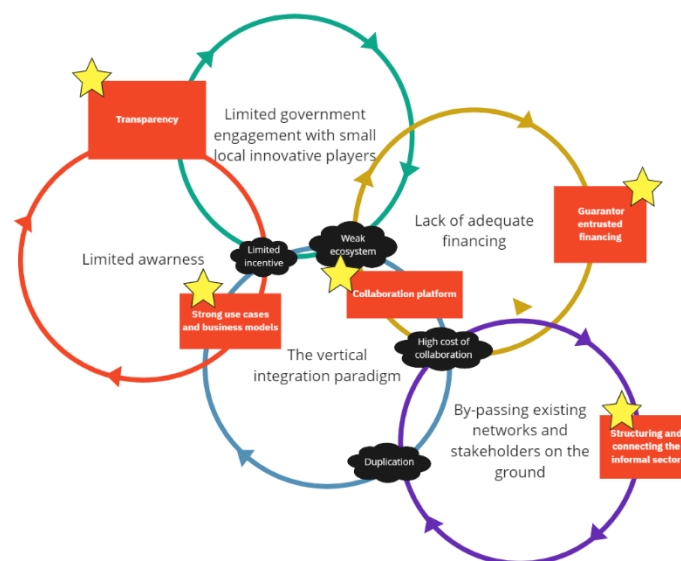 Transparency
Limited government
engagement with small
local innovative players
Lack of adequate
financing
Guarantor
entrusted financing
Weak
ecosystem
Limited
incentive
Limited awarness
Collaboration platform
Strong use cases
and business models
High cost of
collaboration
The vertical
integration paradigm
By-passing existing
networks and
stakeholders on the
ground
Structuring and
connecting the
informal sector
Duplication